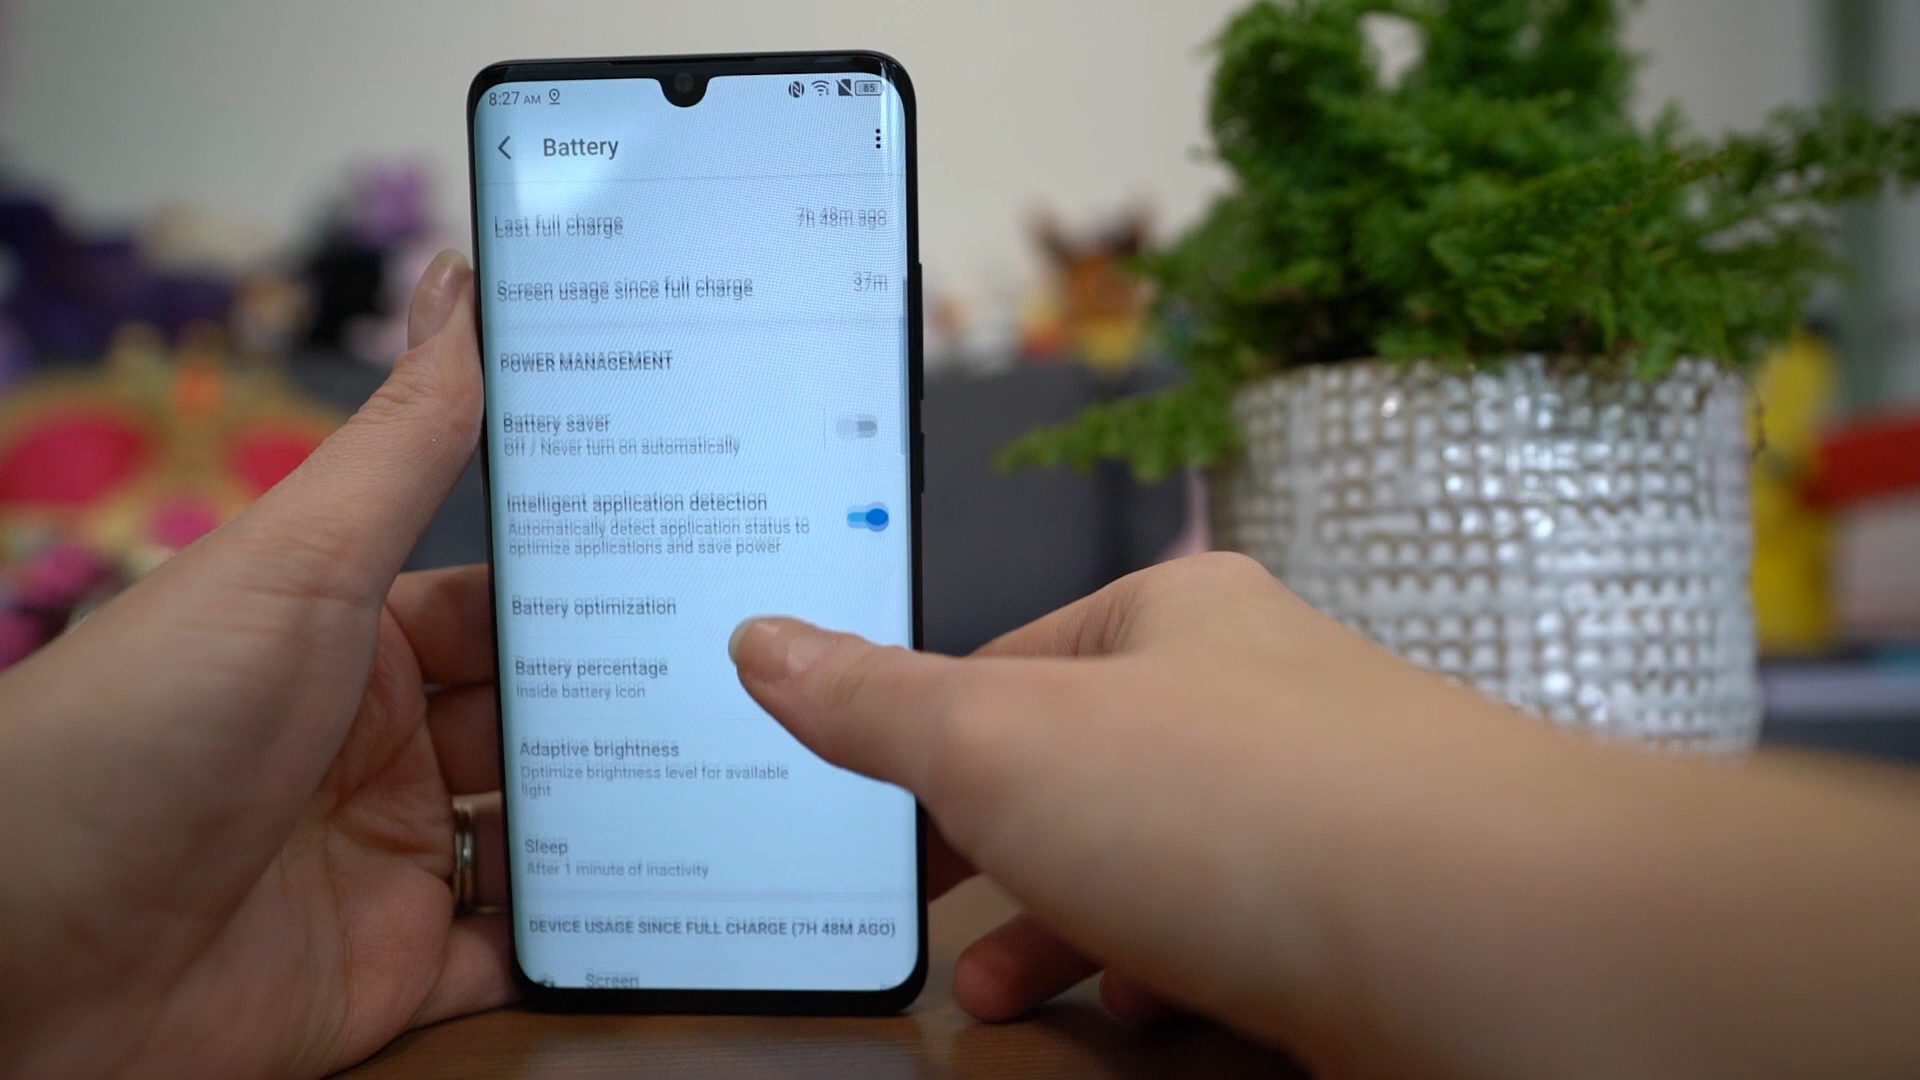 8:27 AM
85
Battery
Last full charge 7h 48m ago
Screen usage since full charge 37m
POWER MANAGEMENT
Battery saver
Off / Never turn on automatically
Intelligent application detection
Automatically detect application status to
optimize applications and save power
Battery optimization
Battery percentage
Inside battery icon
Adaptive brightness
Optimize brightness level for available
light
Sleep
After 1 minute of inactivity
DEVICE USAGE SINCE FULL CHARGE (7H 48M AGO)
Screen